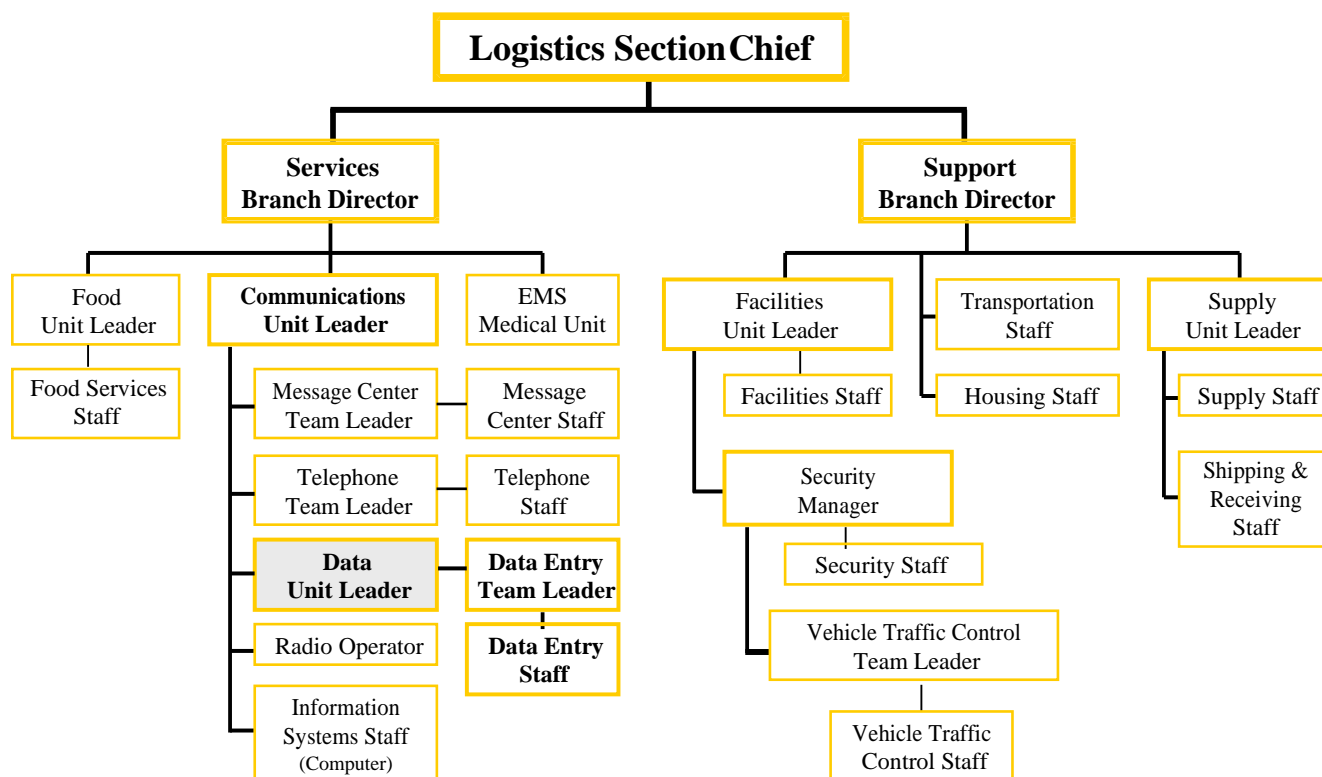 Logistics Section Chief
Services
Branch Director
Support
Branch Director
Food
Unit Leader
Communications
Unit Leader
EMS
Medical Unit
Facilities
Unit Leader
Transportation
Staff
Supply
Unit Leader
Food Services
Staff
Message Center
Team Leader
Message
Center Staff
Facilities Staff
Housing Staff
Supply Staff
Telephone
Team Leader
Telephone
Staff
Security
Manager
Shipping &
Receiving
Staff
Data
Unit Leader
Data Entry
Team Leader
Security Staff
Radio Operator
Data Entry
Staff
Vehicle Traffic Control
Team Leader
Information
Systems Staff
(Computer)
Vehicle Traffic
Control Staff